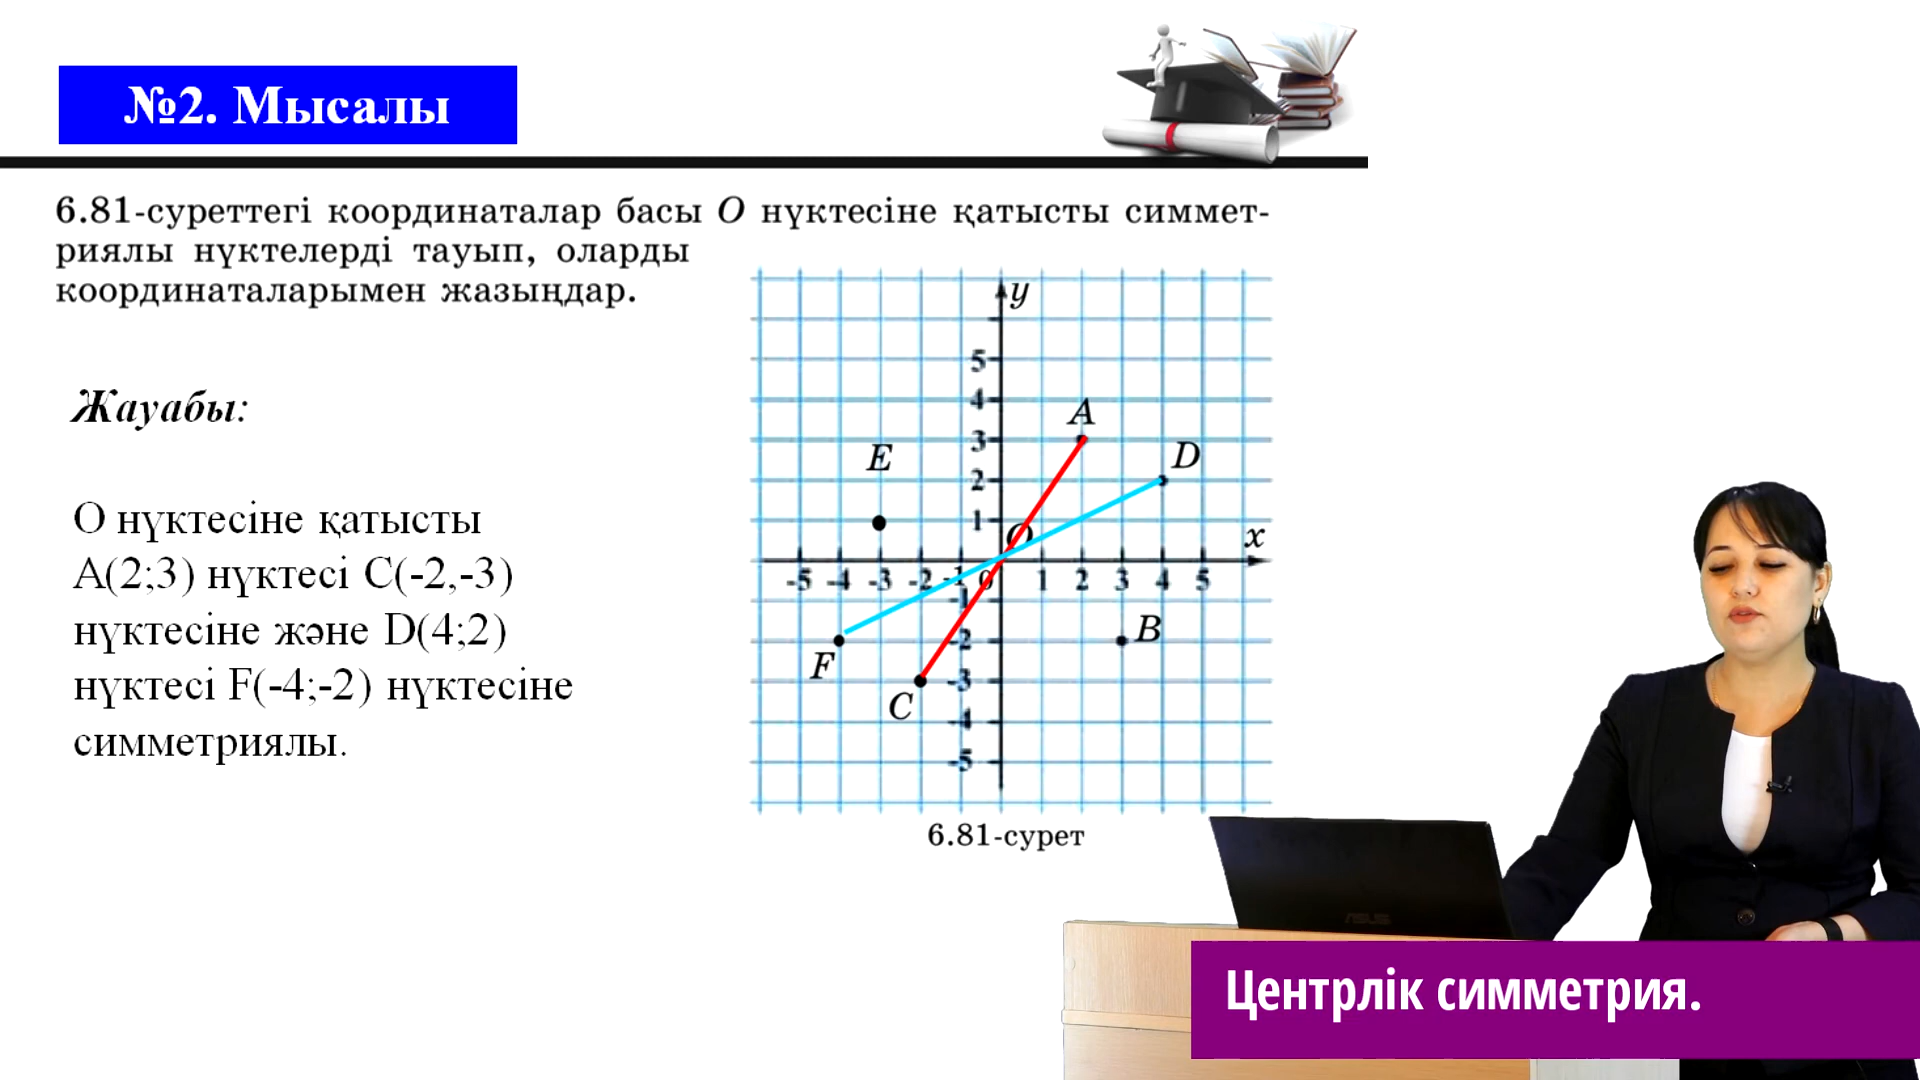 №2. Мысалы
6.81-суреттегі координаталар басы O нүктесіне қатысты симмет-
риялы нүктелерді тауып, оларды
координаталарымен жазыңдар.
Жауабы:
О нүктесіне қатысты
А(2;3) нүктесі С(-2,-3)
нүктесіне және D(4;2)
нүктесі F(-4;-2) нүктесіне
симметриялы.
y
5
4
A
3
E
D
2
1
O
x
-5 -4 -3 -2 -1 0 1 2 3 4 5
-1
-2
B
F
-3
C
-4
-5
6.81-сурет
ASUS
Центрлік симметрия.